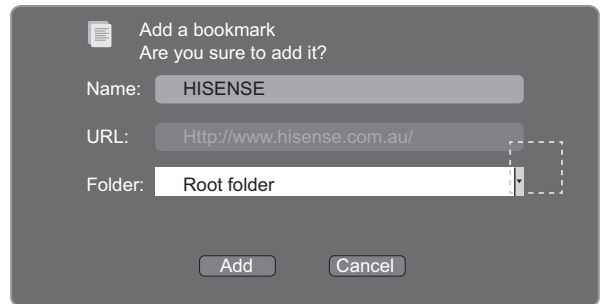 Add a bookmark
Are you sure to add it?
Name: HISENSE
URL: Http://www.hisense.com.au/
Folder: Root folder
Add Cancel